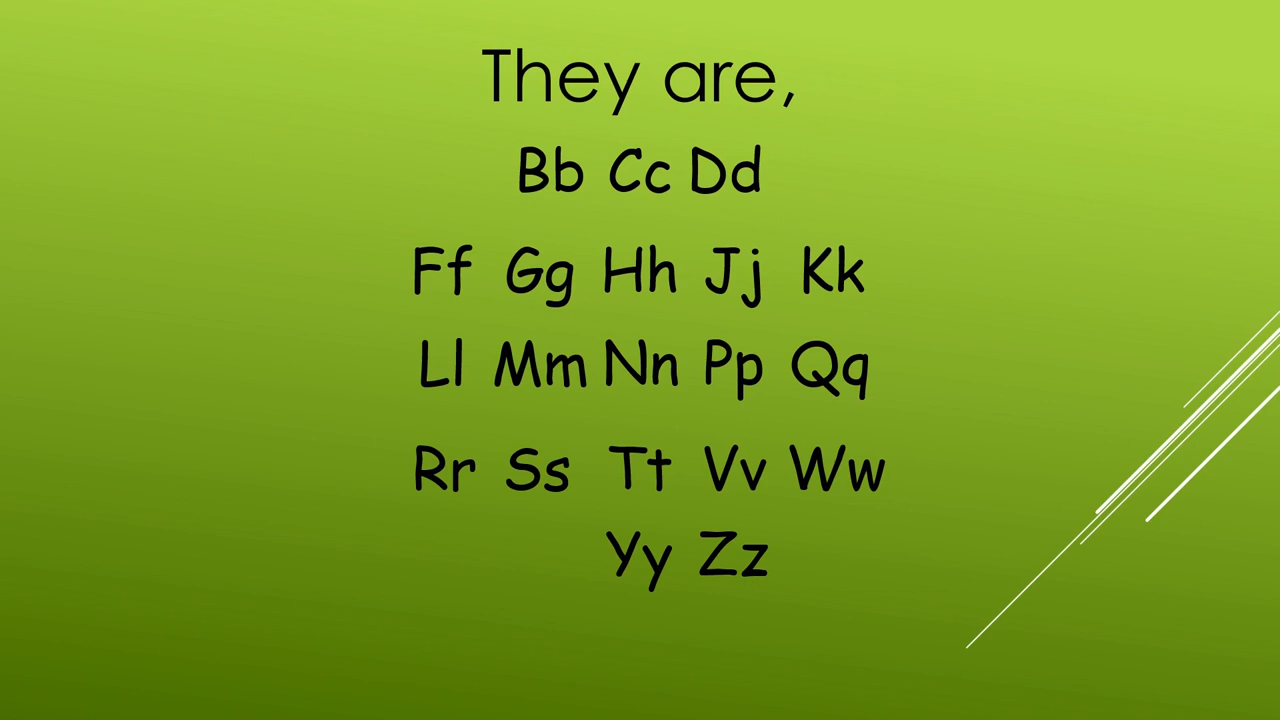 They are,
Bb Cc Dd
Ff Gg Hh Jj Kk
Ll Mm Nn Pp Qq
Rr Ss Tt Vv Ww
Yy Zz